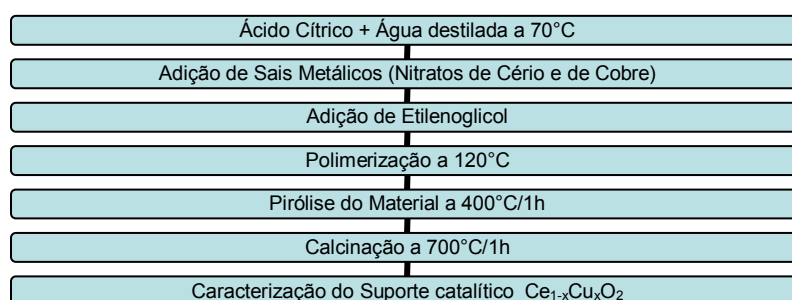 Ácido Cítrico + Água destilada a 70°C
Adição de Sais Metálicos (Nitratos de Cério e de Cobre)
Adição de Etilenoglicol
Polimerização a 120°C
Pirólise do Material a 400°C/1h
Calcinação a 700°C/1h
Caracterização do Suporte catalítico Ce₁₋ₓCuₓO₂